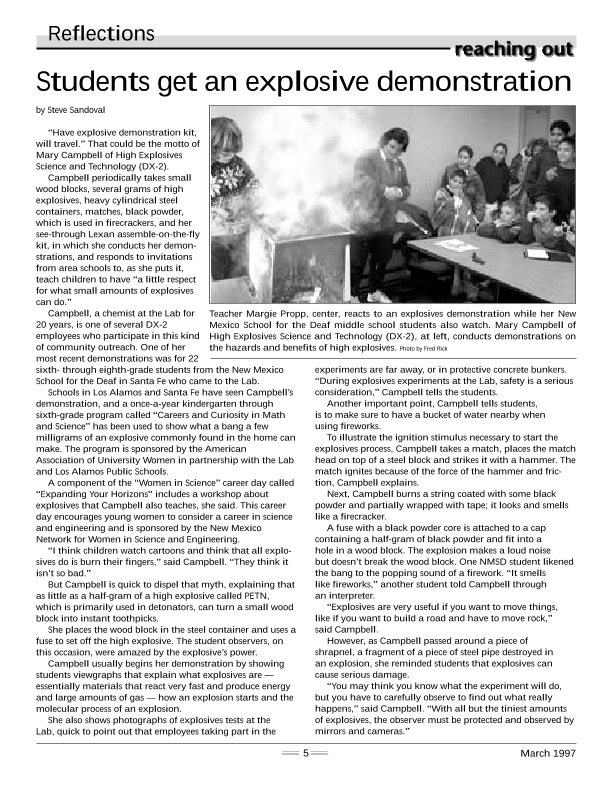 Reflections
reaching out
Students get an explosive demonstration
by Steve Sandoval
“Have explosive demonstration kit,
will travel.” That could be the motto of
Mary Campbell of High Explosives
Science and Technology (DX-2).
Campbell periodically takes small
wood blocks, several grams of high
explosives, heavy cylindrical steel
containers, matches, black powder,
which is used in firecrackers, and her
see-through Lexan assemble-on-the-fly
kit, in which she conducts her demon-
strations, and responds to invitations
from area schools to, as she puts it,
teach children to have “a little respect
for what small amounts of explosives
can do.”
Campbell, a chemist at the Lab for
20 years, is one of several DX-2
employees who participate in this kind
of community outreach. One of her
most recent demonstrations was for 22
sixth- through eighth-grade students from the New Mexico
School for the Deaf in Santa Fe who came to the Lab.
Schools in Los Alamos and Santa Fe have seen Campbell’s
demonstration, and a once-a-year kindergarten through
sixth-grade program called “Careers and Curiosity in Math
and Science” has been used to show what a bang a few
milligrams of an explosive commonly found in the home can
make. The program is sponsored by the American
Association of University Women in partnership with the Lab
and Los Alamos Public Schools.
A component of the “Women in Science” career day called
“Expanding Your Horizons” includes a workshop about
explosives that Campbell also teaches, she said. This career
day encourages young women to consider a career in science
and engineering and is sponsored by the New Mexico
Network for Women in Science and Engineering.
“I think children watch cartoons and think that all explo-
sives do is burn their fingers,” said Campbell. “They think it
isn’t so bad.”
But Campbell is quick to dispel that myth, explaining that
as little as a half-gram of a high explosive called PETN,
which is primarily used in detonators, can turn a small wood
block into instant toothpicks.
She places the wood block in the steel container and uses a
fuse to set off the high explosive. The student observers, on
this occasion, were amazed by the explosive’s power.
Campbell usually begins her demonstration by showing
students viewgraphs that explain what explosives are —
essentially materials that react very fast and produce energy
and large amounts of gas — how an explosion starts and the
molecular process of an explosion.
She also shows photographs of explosives tests at the
Lab, quick to point out that employees taking part in the
Teacher Margie Propp, center, reacts to an explosives demonstration while her New
Mexico School for the Deaf middle school students also watch. Mary Campbell of
High Explosives Science and Technology (DX-2), at left, conducts demonstrations on
the hazards and benefits of high explosives. Photo by Fred Rick
experiments are far away, or in protective concrete bunkers.
“During explosives experiments at the Lab, safety is a serious
consideration,” Campbell tells the students.
Another important point, Campbell tells students,
is to make sure to have a bucket of water nearby when
using fireworks.
To illustrate the ignition stimulus necessary to start the
explosives process, Campbell takes a match, places the match
head on top of a steel block and strikes it with a hammer. The
match ignites because of the force of the hammer and fric-
tion, Campbell explains.
Next, Campbell burns a string coated with some black
powder and partially wrapped with tape; it looks and smells
like a firecracker.
A fuse with a black powder core is attached to a cap
containing a half-gram of black powder and fit into a
hole in a wood block. The explosion makes a loud noise
but doesn’t break the wood block. One NMSD student likened
the bang to the popping sound of a firework. “It smells
like fireworks,” another student told Campbell through
an interpreter.
“Explosives are very useful if you want to move things,
like if you want to build a road and have to move rock,”
said Campbell.
However, as Campbell passed around a piece of
shrapnel, a fragment of a piece of steel pipe destroyed in
an explosion, she reminded students that explosives can
cause serious damage.
“You may think you know what the experiment will do,
but you have to carefully observe to find out what really
happens,” said Campbell. “With all but the tiniest amounts
of explosives, the observer must be protected and observed by
mirrors and cameras.”
5
March 1997